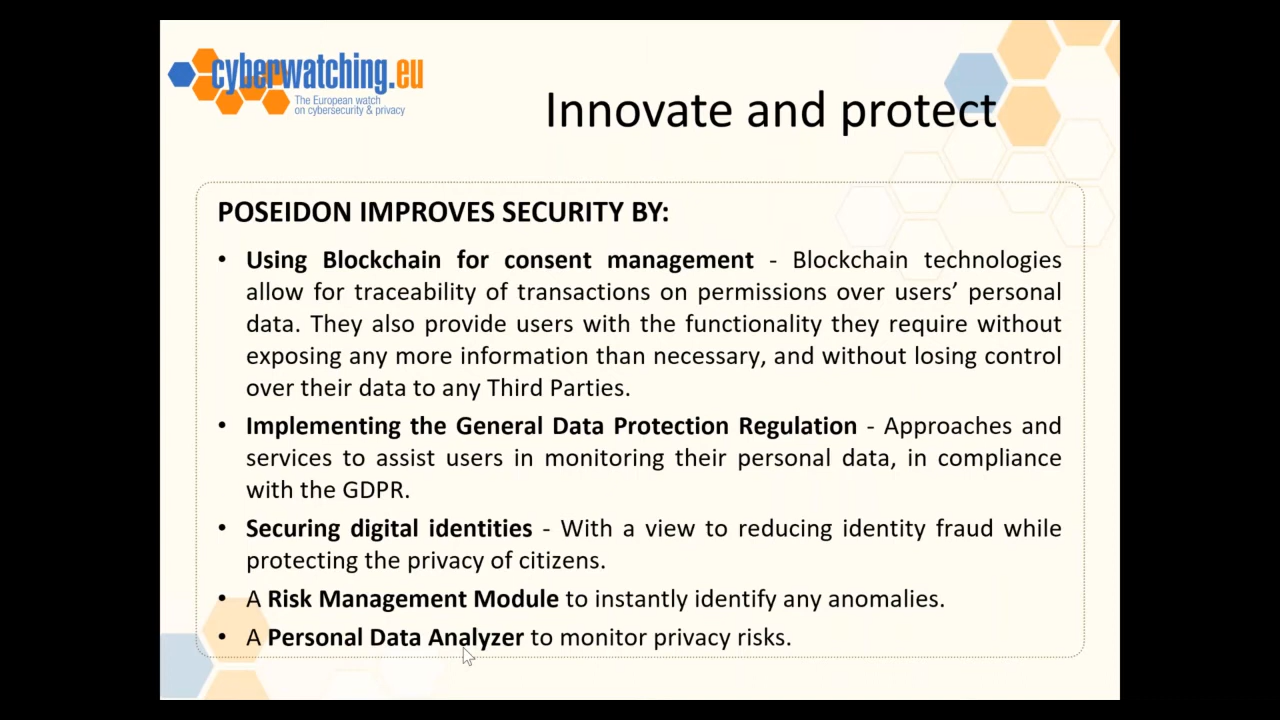 cyberwatching.eu
The European watch
on cybersecurity & privacy
Innovate and protect
POSEIDON IMPROVES SECURITY BY:
• Using Blockchain for consent management - Blockchain technologies
allow for traceability of transactions on permissions over users’ personal
data. They also provide users with the functionality they require without
exposing any more information than necessary, and without losing control
over their data to any Third Parties.
• Implementing the General Data Protection Regulation - Approaches and
services to assist users in monitoring their personal data, in compliance
with the GDPR.
• Securing digital identities - With a view to reducing identity fraud while
protecting the privacy of citizens.
• A Risk Management Module to instantly identify any anomalies.
• A Personal Data Analyzer to monitor privacy risks.